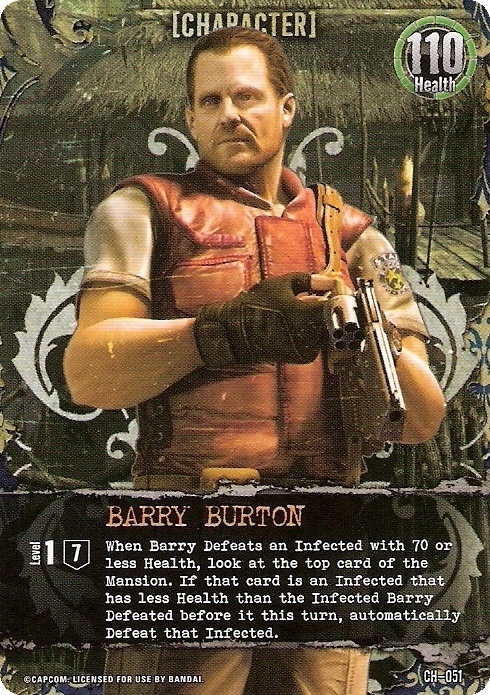 [CHARACTER]
110
Health
BARRY BURTON
Level 1 7
When Barry Defeats an Infected with 70 or
less Health, look at the top card of the
Mansion. If that card is an Infected that
has less Health than the Infected Barry
Defeated before it this turn, automatically
Defeat that Infected.
©CAPCOM. LICENSED FOR USE BY BANDAI.
CH-051